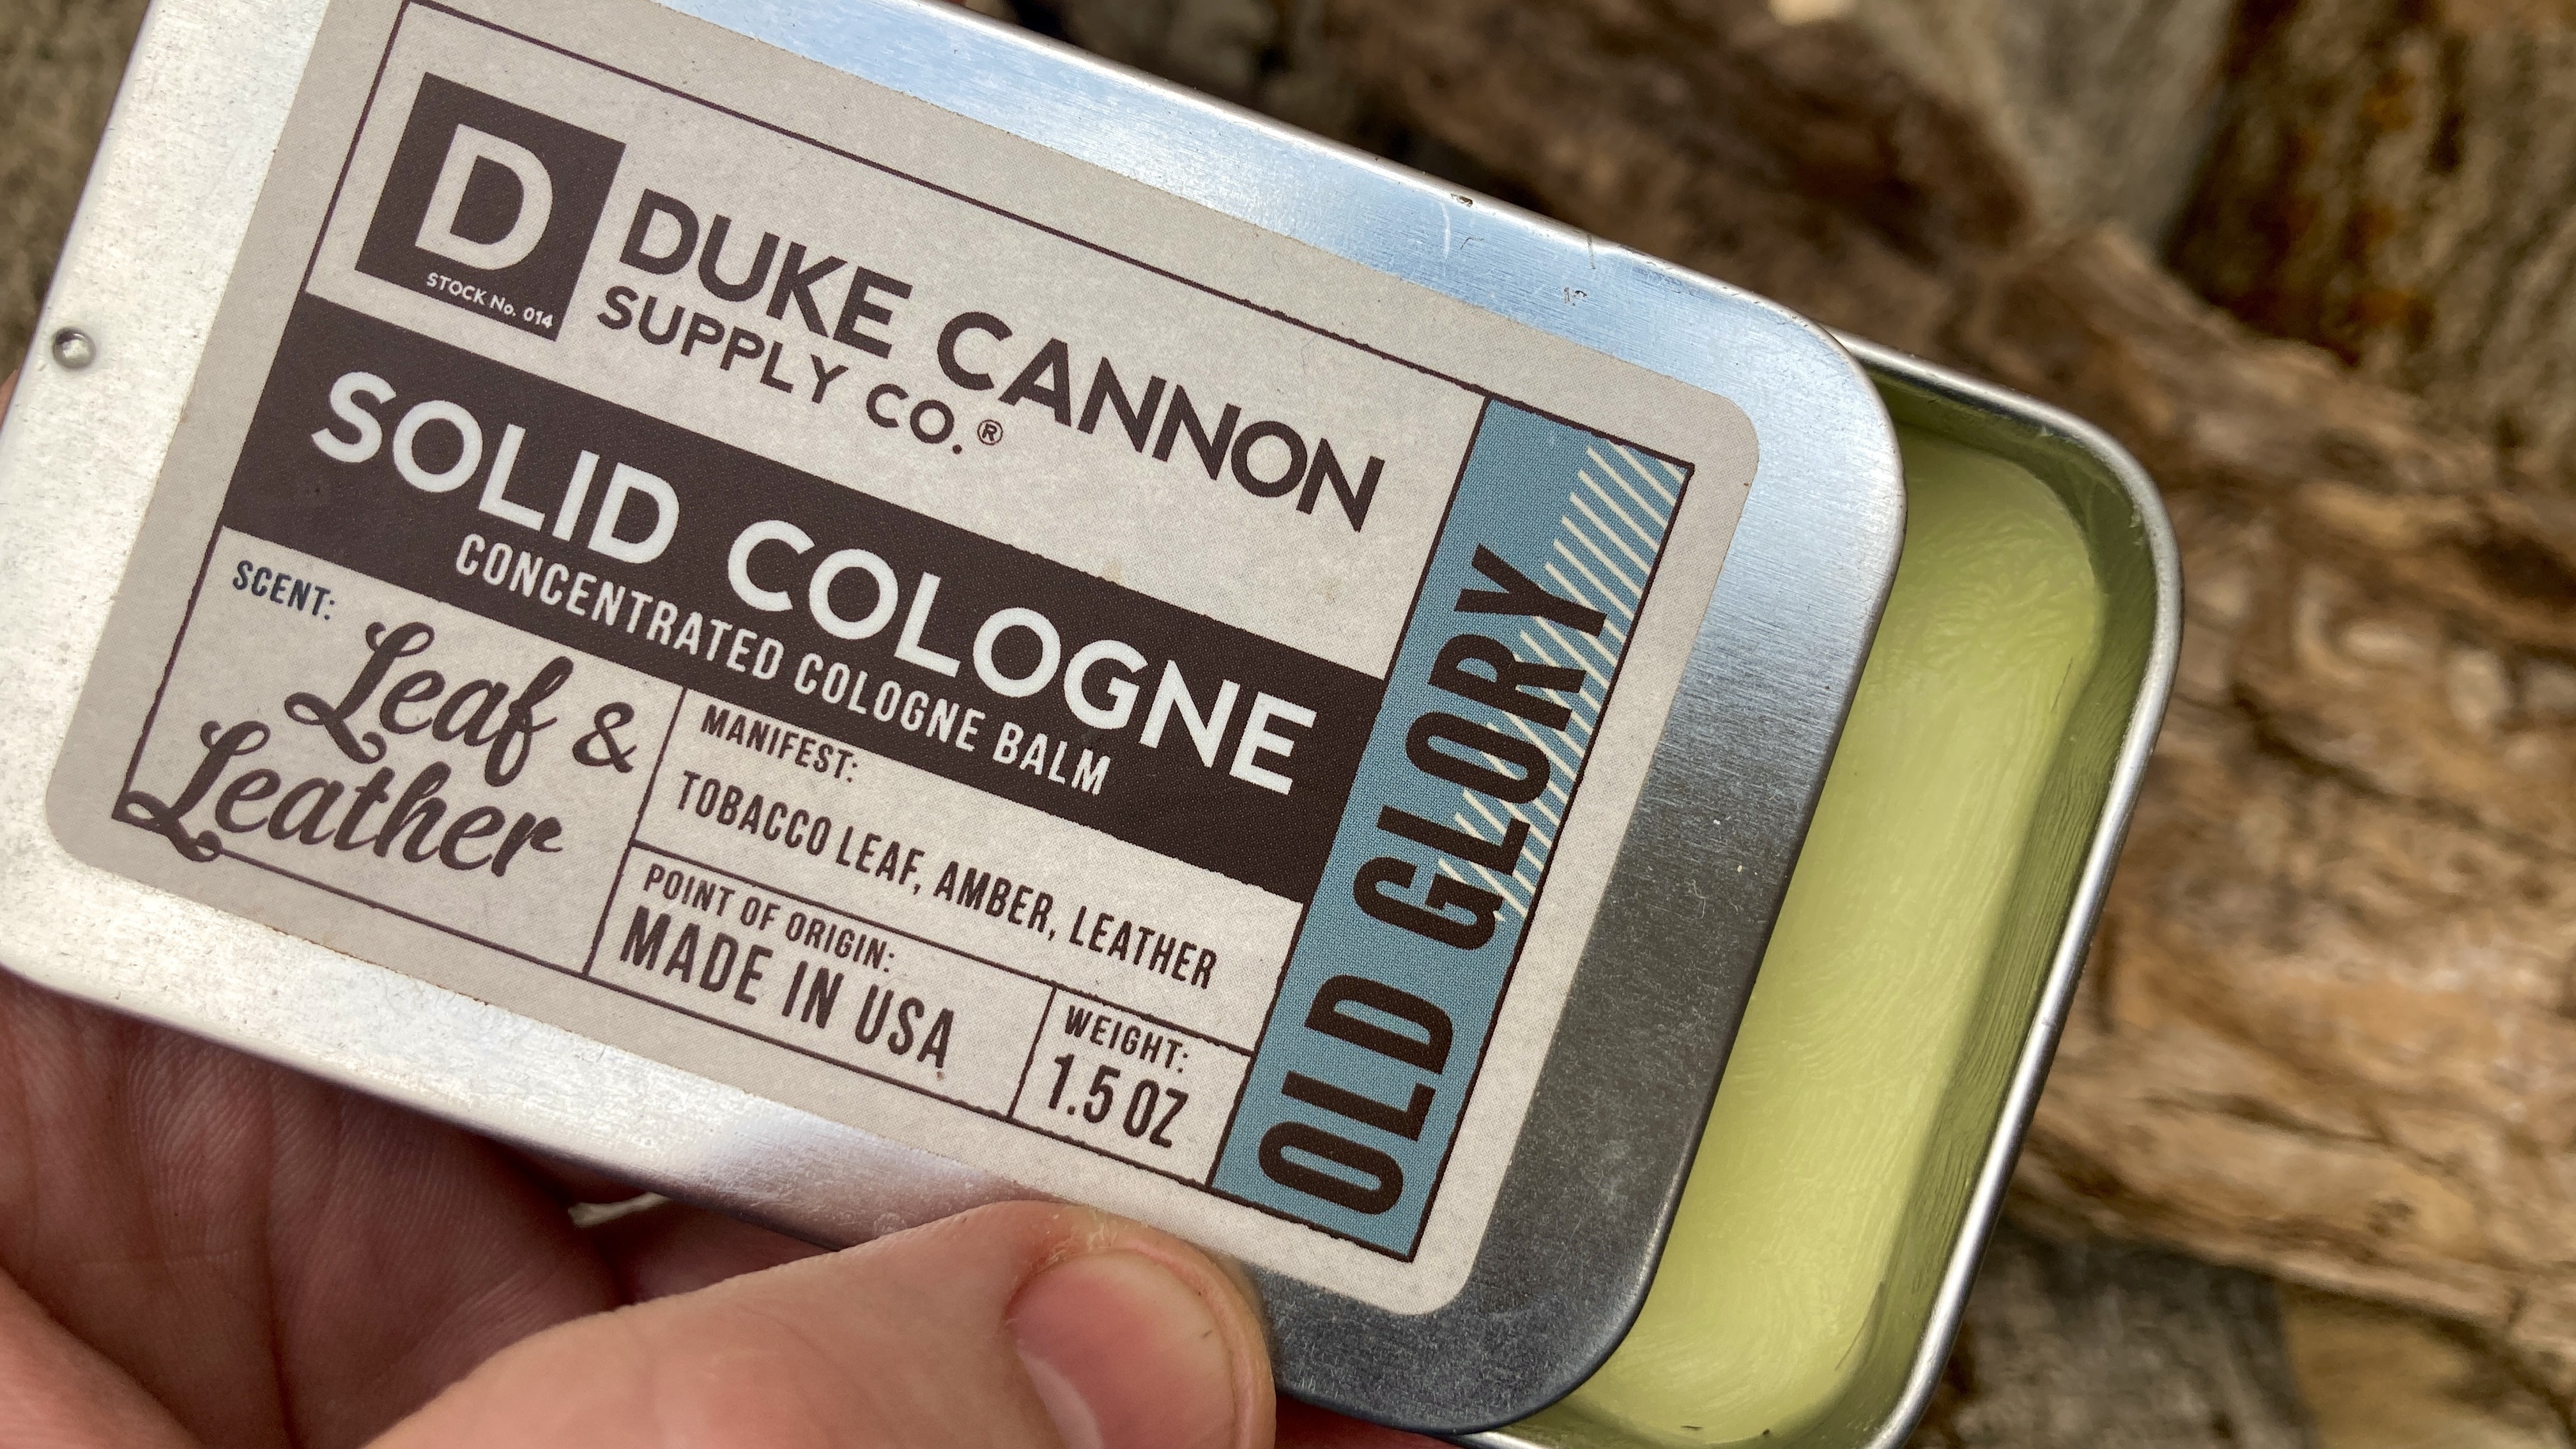 D
STOCK No. 014
DUKE CANNON
SUPPLY CO.®
SOLID COLOGNE
CONCENTRATED COLOGNE BALM
SCENT:
Leaf &
Leather
MANIFEST:
TOBACCO LEAF, AMBER, LEATHER
POINT OF ORIGIN:
MADE IN USA
WEIGHT:
1.5 OZ
OLD GLORY